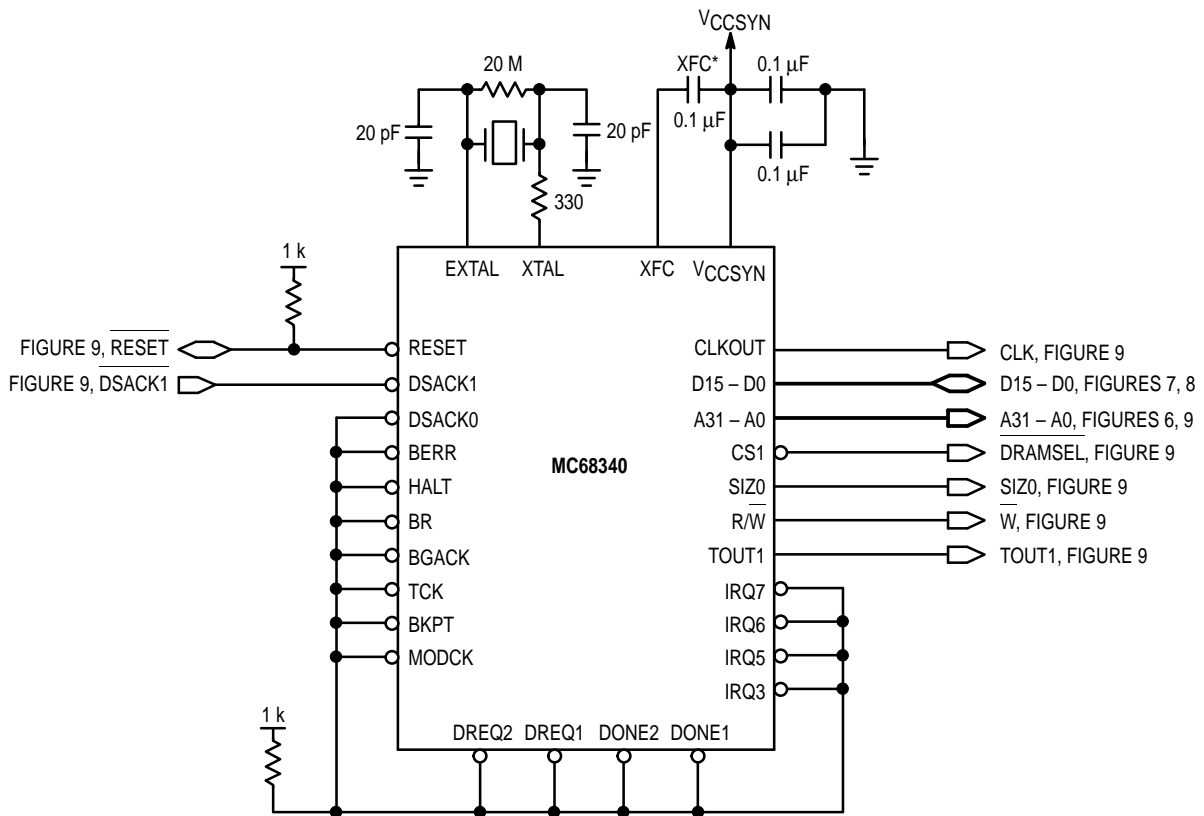 VCCSYN
20 M
XFC*
0.1 µF
20 pF
20 pF
0.1 µF
0.1 µF
330
1 k
EXTAL XTAL XFC VCCSYN
FIGURE 9, RESET
RESET
CLKOUT
CLK, FIGURE 9
FIGURE 9, DSACK1
DSACK1
D15 – D0
D15 – D0, FIGURES 7, 8
DSACK0
A31 – A0
A31 – A0, FIGURES 6, 9
BERR
MC68340
CS1
DRAMSEL, FIGURE 9
HALT
SIZ0
SIZ0, FIGURE 9
BR
R/W
W, FIGURE 9
BGACK
TOUT1
TOUT1, FIGURE 9
TCK
IRQ7
BKPT
IRQ6
MODCK
IRQ5
IRQ3
1 k
DREQ2 DREQ1 DONE2 DONE1